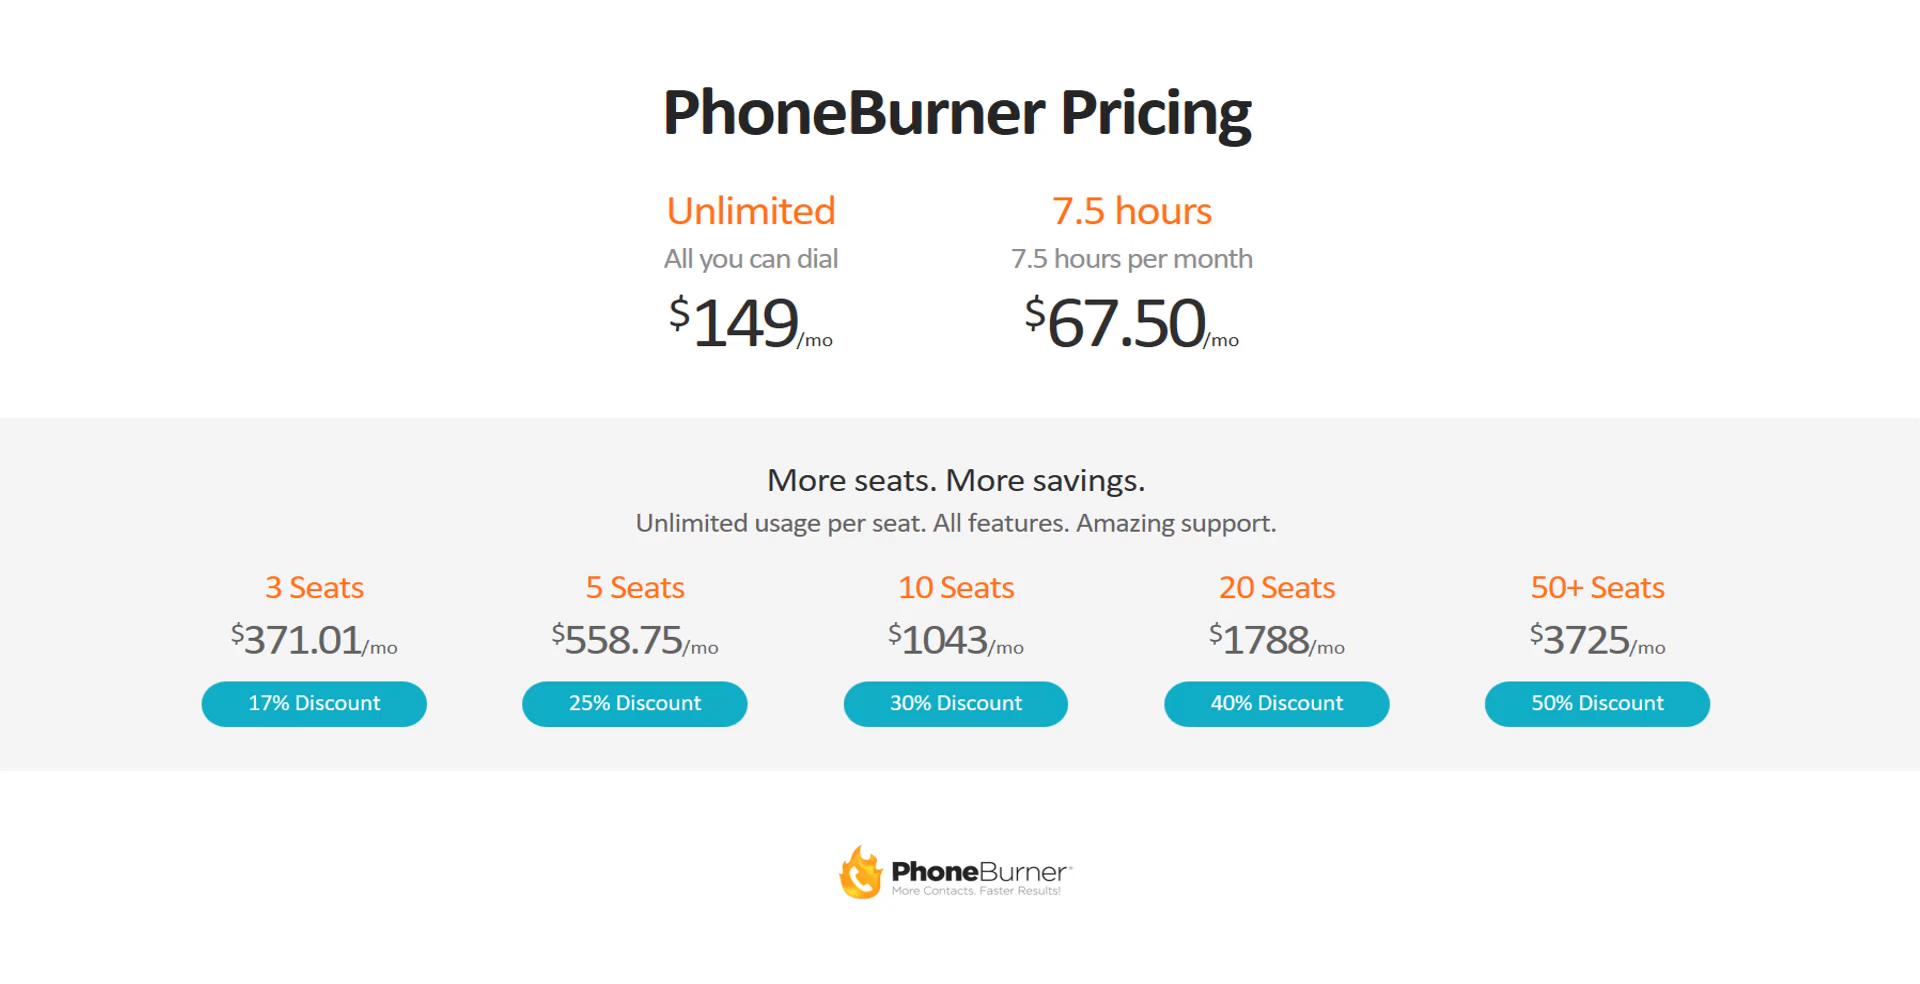 PhoneBurner Pricing
Unlimited
All you can dial
$149/mo
7.5 hours
7.5 hours per month
$67.50/mo
More seats. More savings.
Unlimited usage per seat. All features. Amazing support.
3 Seats
$371.01/mo
17% Discount
5 Seats
$558.75/mo
25% Discount
10 Seats
$1043/mo
30% Discount
20 Seats
$1788/mo
40% Discount
50+ Seats
$3725/mo
50% Discount
PhoneBurner
More Contacts. Faster Results!